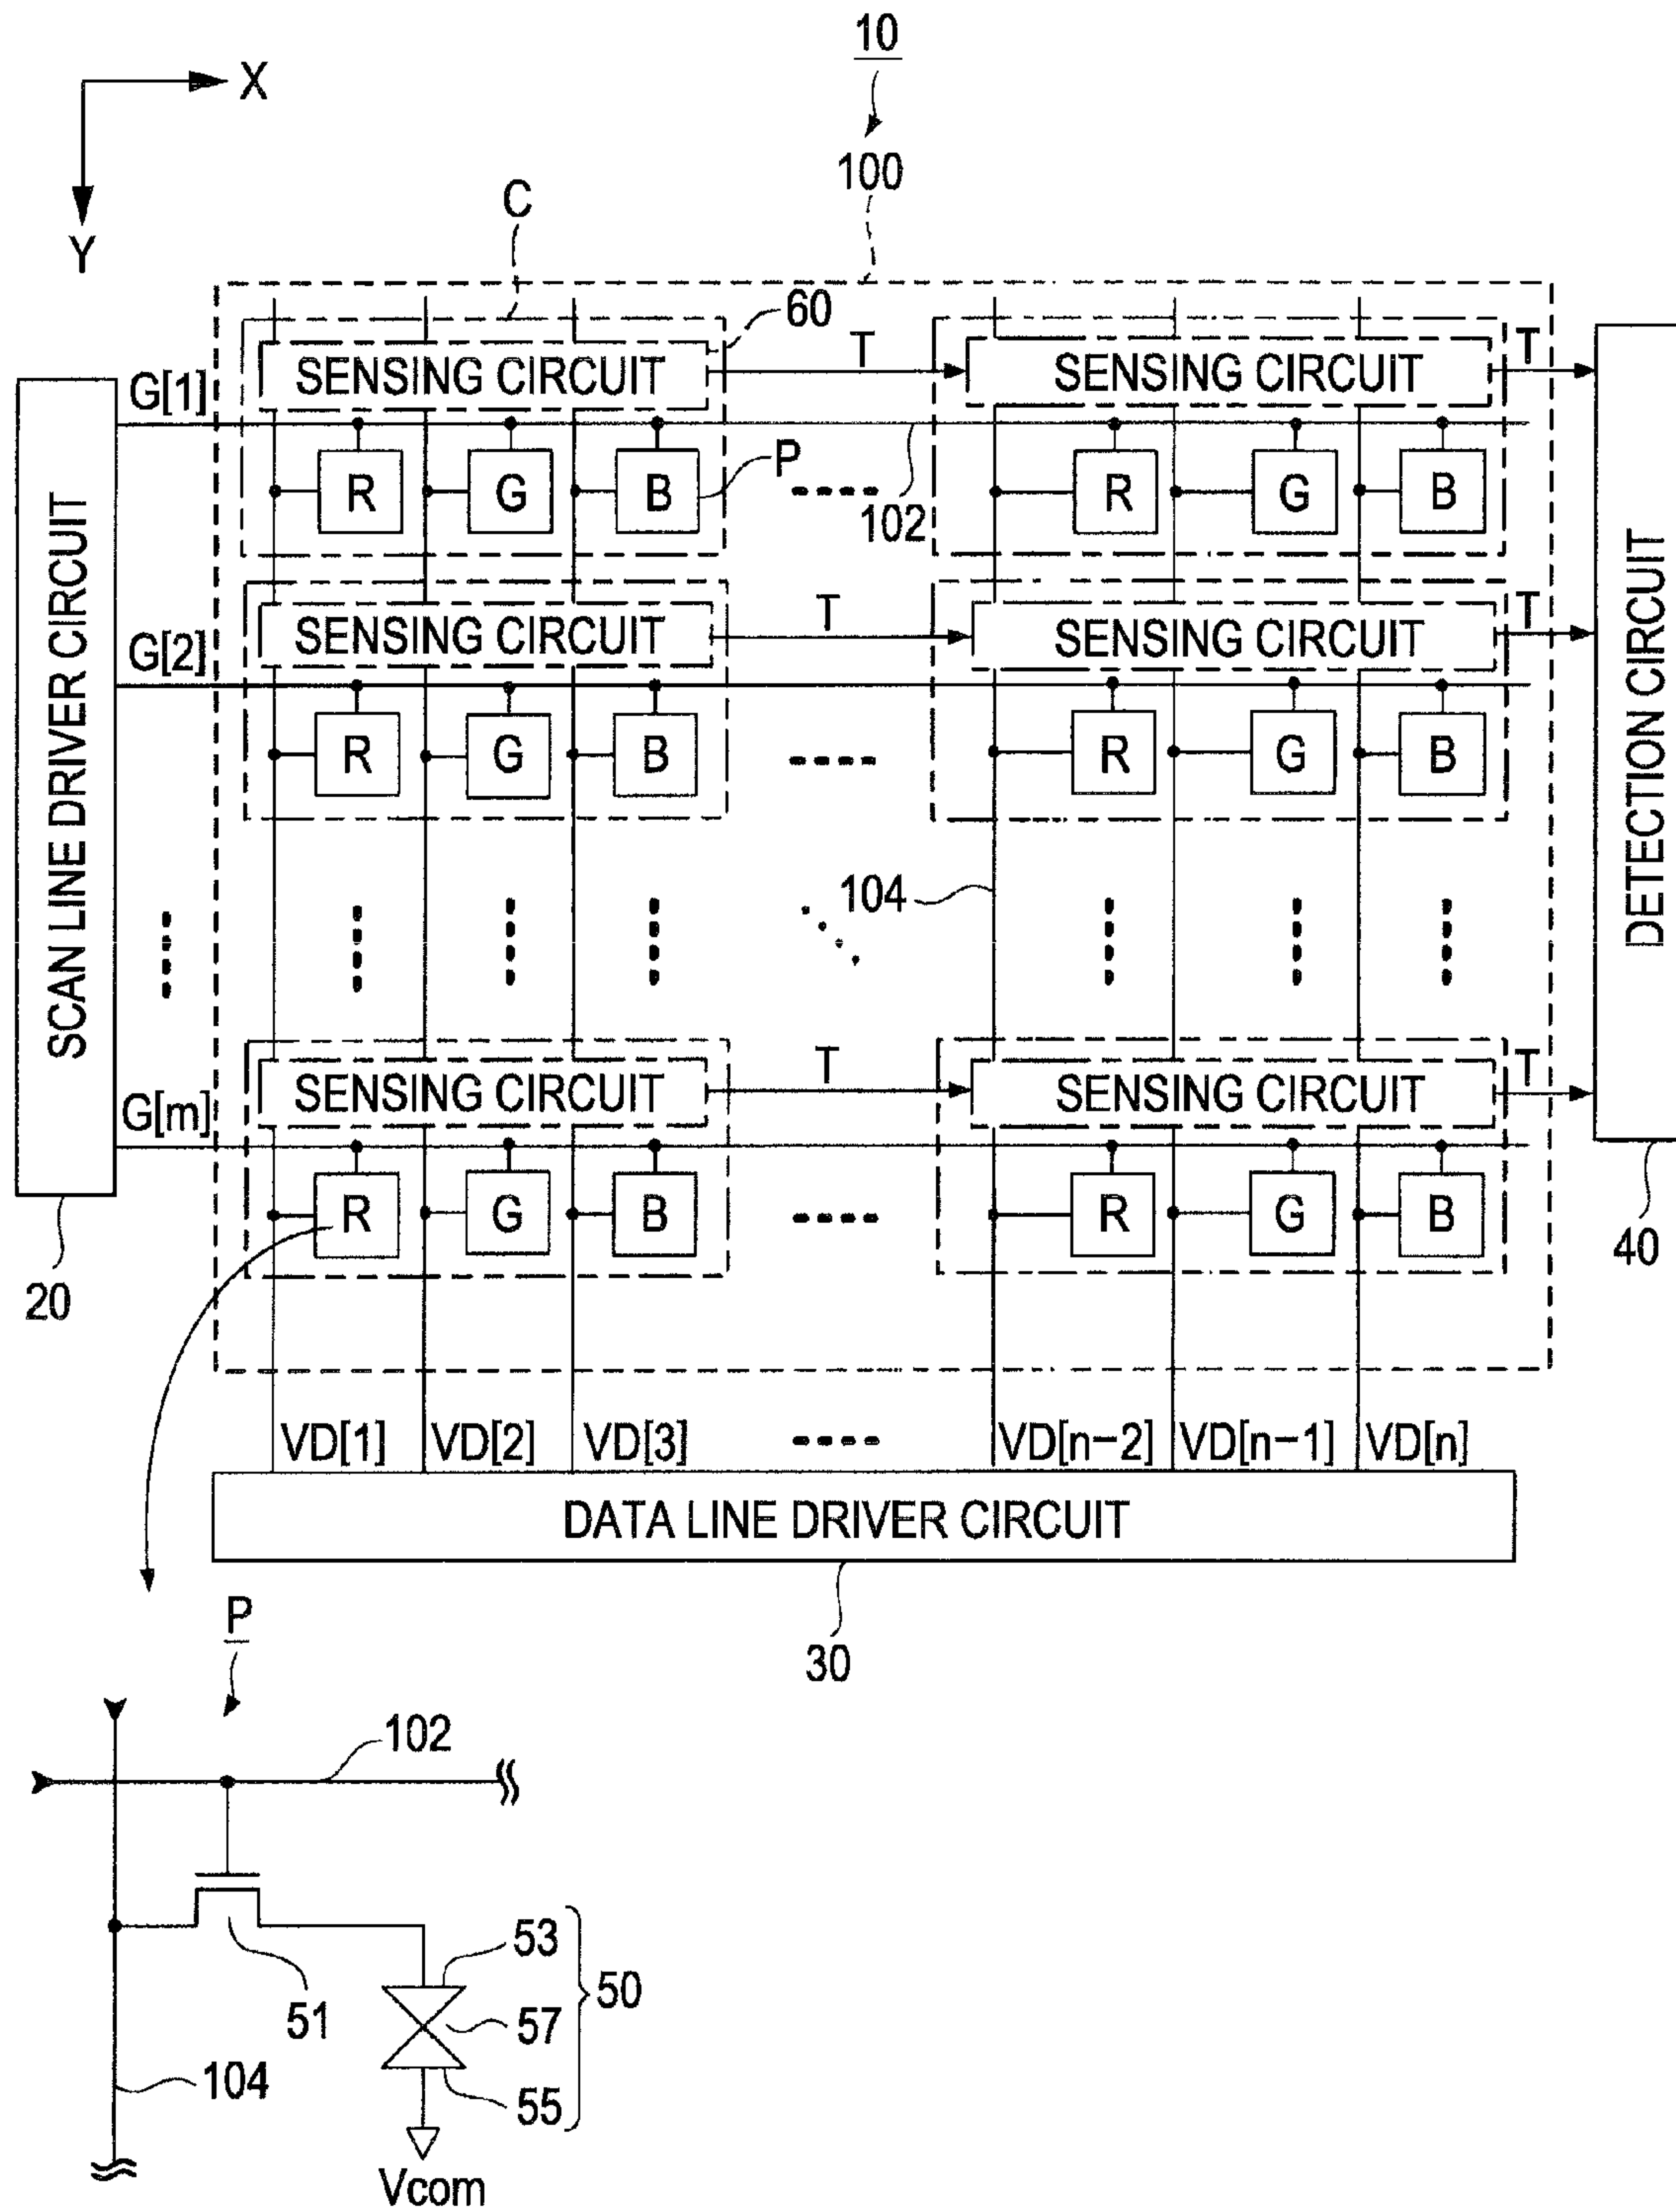 10
X
100
C
Y
60
T
T
SENSING CIRCUIT
SENSING CIRCUIT
G[1]
R
G
B
P
102
R
G
B
SCAN LINE DRIVER CIRCUIT
DETECTION CIRCUIT
T
T
SENSING CIRCUIT
SENSING CIRCUIT
G[2]
R
G
B
R
G
B
104
T
T
SENSING CIRCUIT
SENSING CIRCUIT
G[m]
R
G
B
R
G
B
20
40
VD[1]
VD[2]
VD[3]
VD[n-2]
VD[n-1]
VD[n]
DATA LINE DRIVER CIRCUIT
30
P
102
53
50
51
57
104
55
Vcom